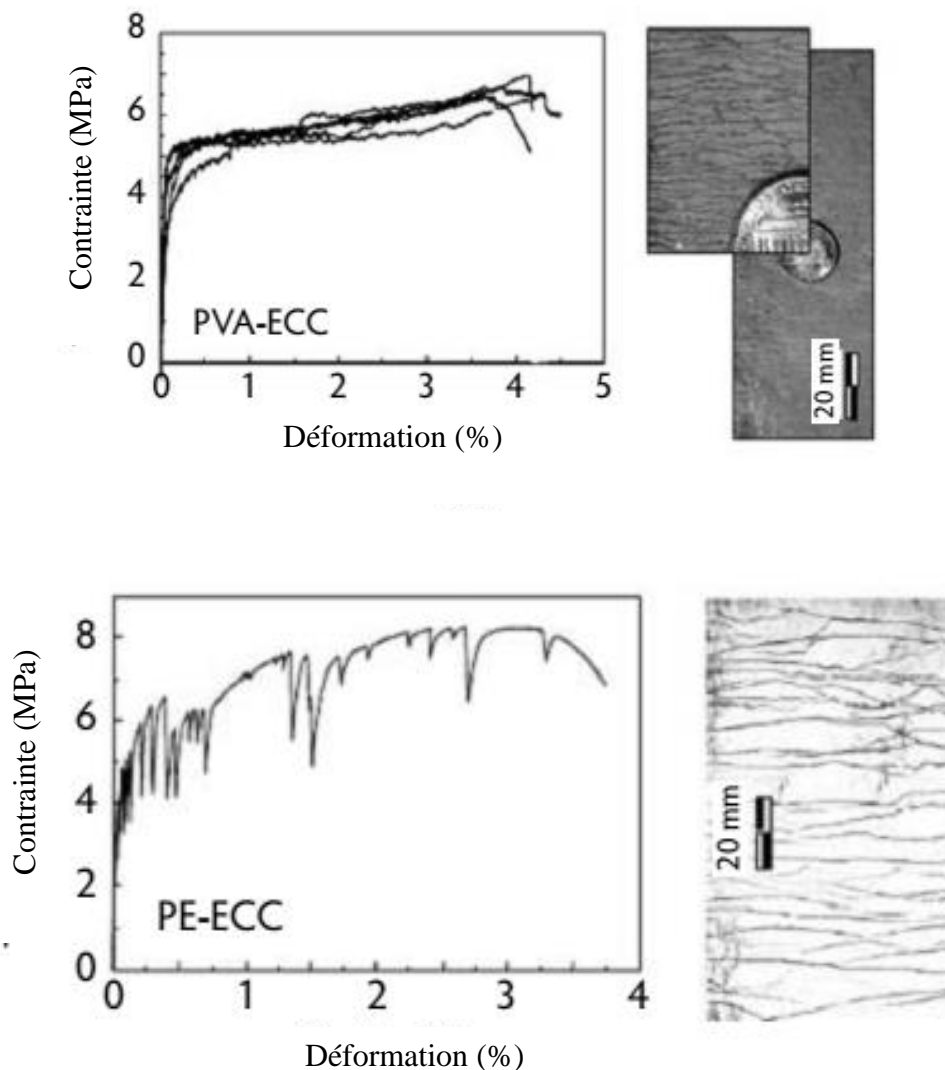 8
6
4
2
0
Contrainte (MPa)
PVA-ECC
0 1 2 3 4 5
Déformation (%)
20 mm
8
6
4
2
0
Contrainte (MPa)
PE-ECC
0 1 2 3 4
Déformation (%)
20 mm